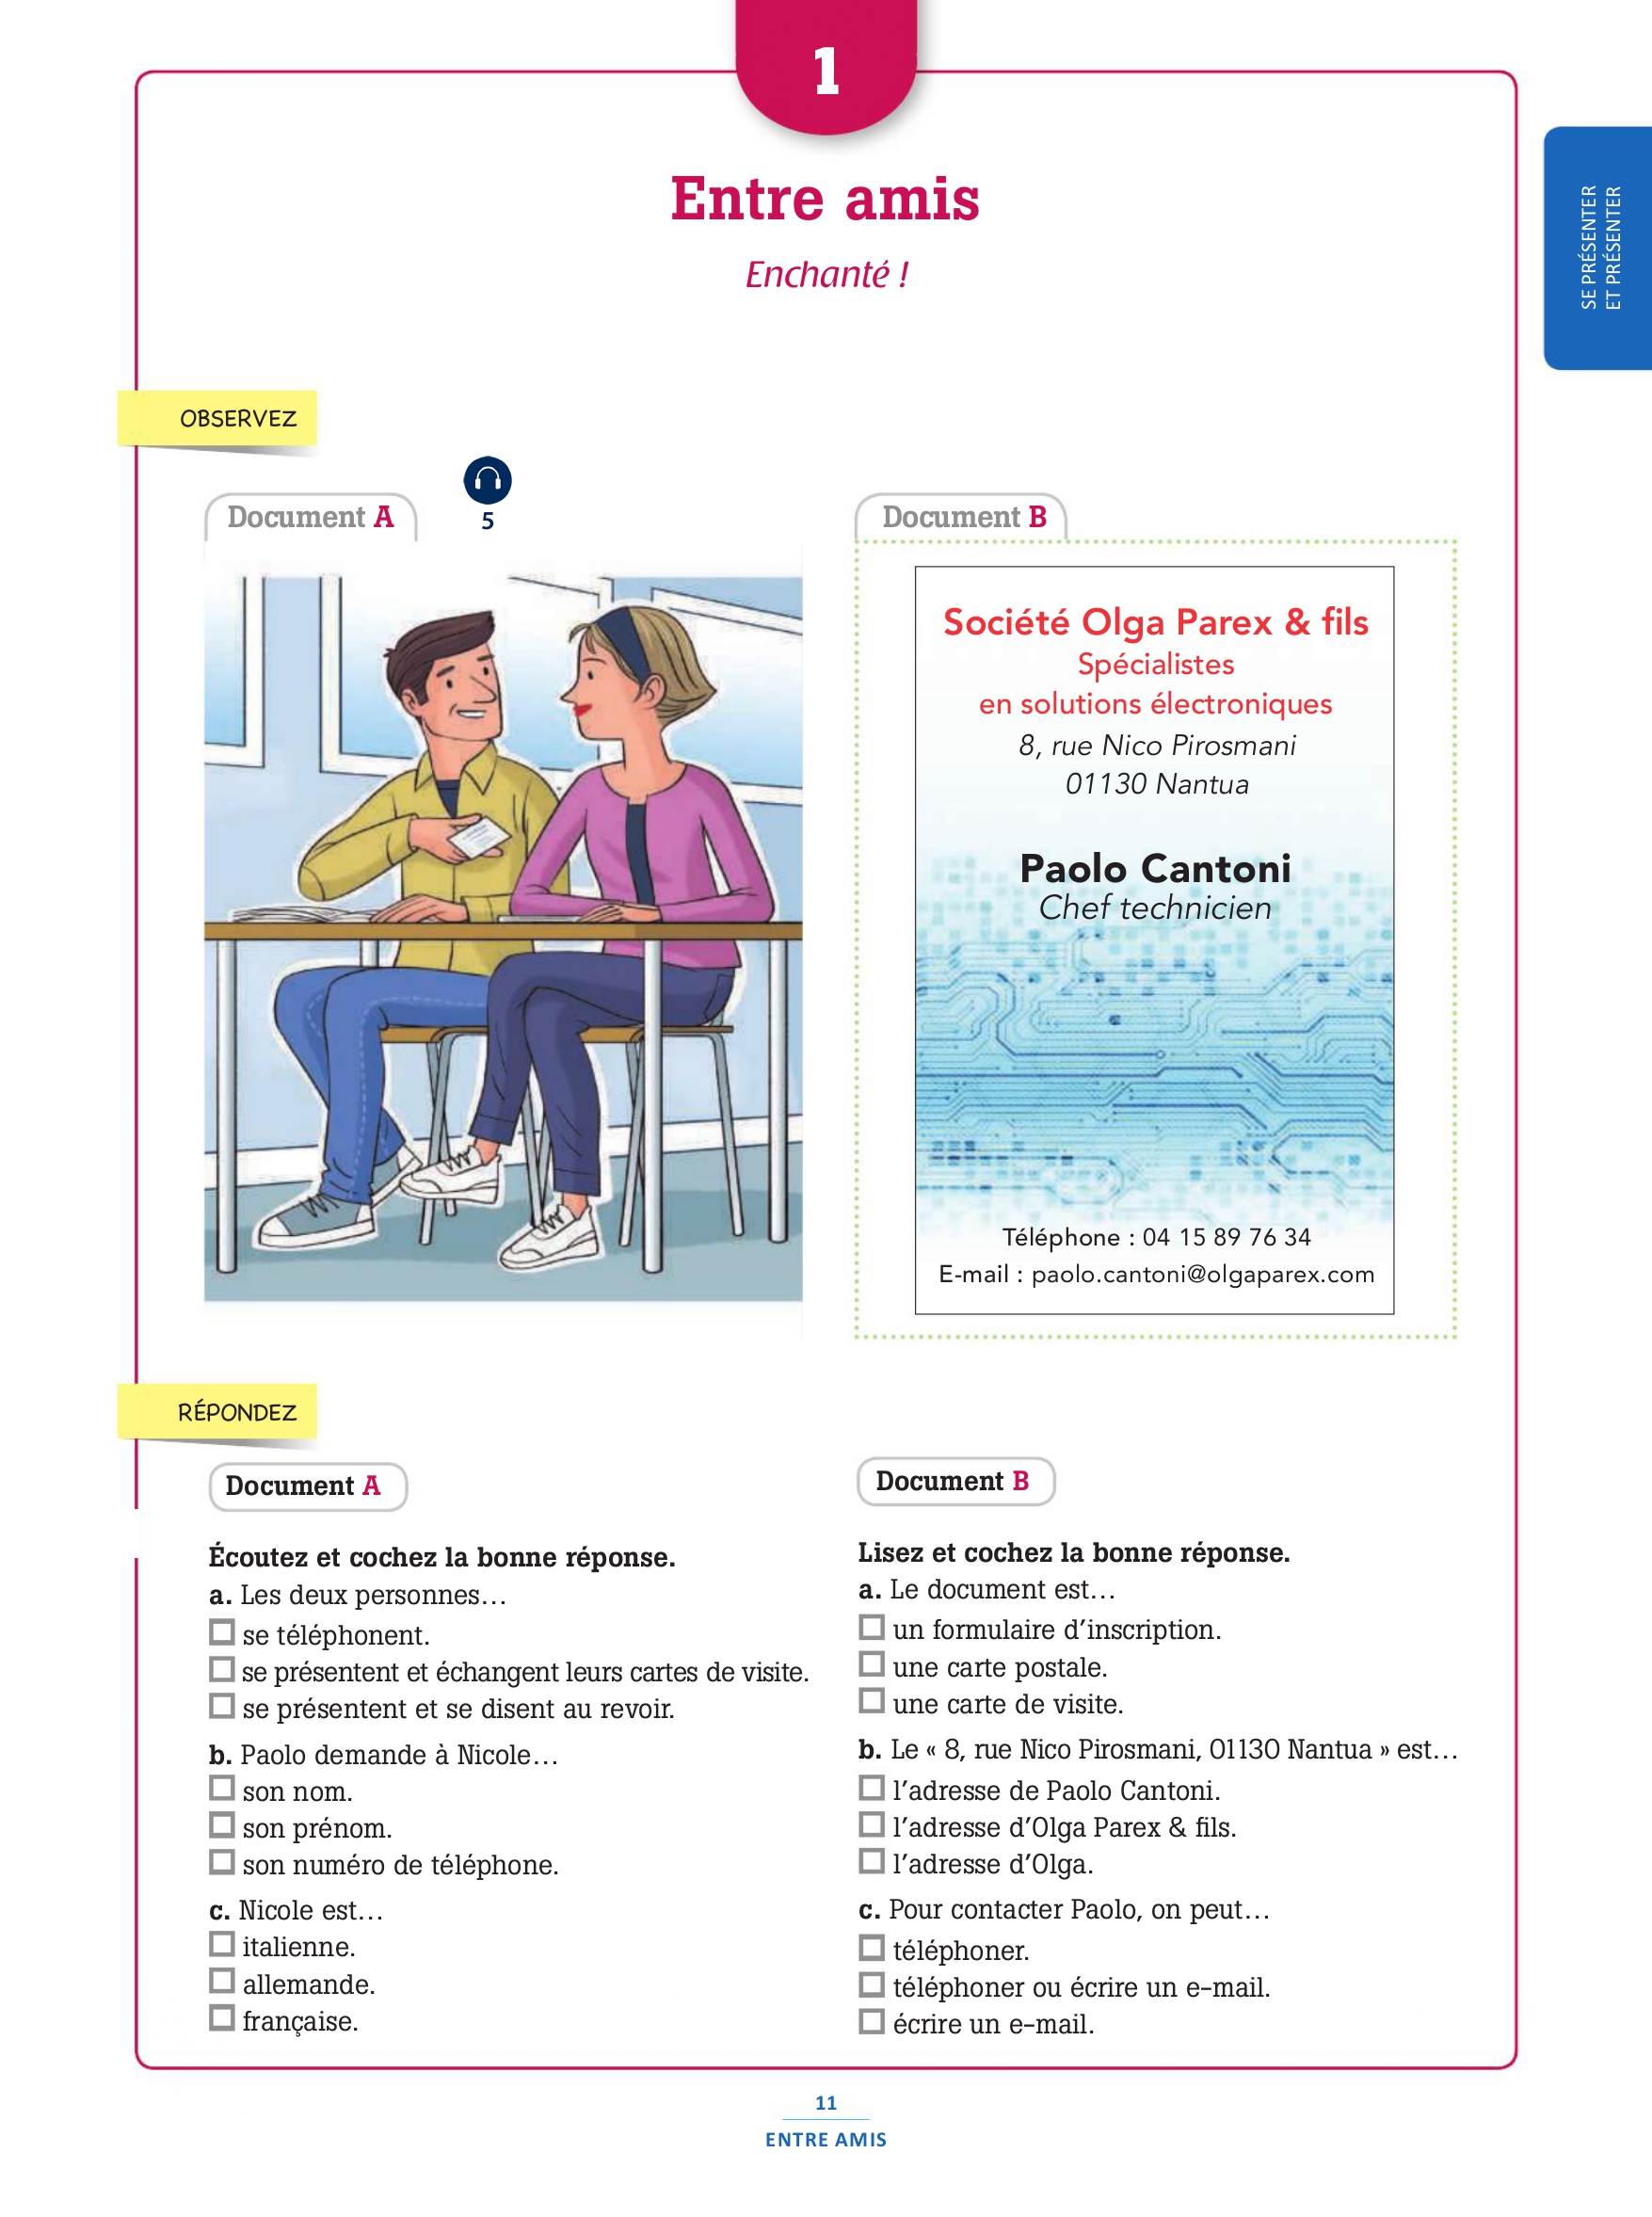 1
Entre amis
Enchanté !
SE PRÉSENTER
ET PRÉSENTER
OBSERVEZ
Document A
5
Document B
Société Olga Parex & fils
Spécialistes
en solutions électroniques
8, rue Nico Pirosmani
01130 Nantua
Paolo Cantoni
Chef technicien
Téléphone : 04 15 89 76 34
E-mail : paolo.cantoni@olgaparex.com
RÉPONDEZ
Document A
Écoutez et cochez la bonne réponse.
a. Les deux personnes…
se téléphonent.
se présentent et échangent leurs cartes de visite.
se présentent et se disent au revoir.
b. Paolo demande à Nicole…
son nom.
son prénom.
son numéro de téléphone.
c. Nicole est…
italienne.
allemande.
française.
Document B
Lisez et cochez la bonne réponse.
a. Le document est…
un formulaire d’inscription.
une carte postale.
une carte de visite.
b. Le « 8, rue Nico Pirosmani, 01130 Nantua » est…
l’adresse de Paolo Cantoni.
l’adresse d’Olga Parex & fils.
l’adresse d’Olga.
c. Pour contacter Paolo, on peut…
téléphoner.
téléphoner ou écrire un e-mail.
écrire un e-mail.
11
ENTRE AMIS